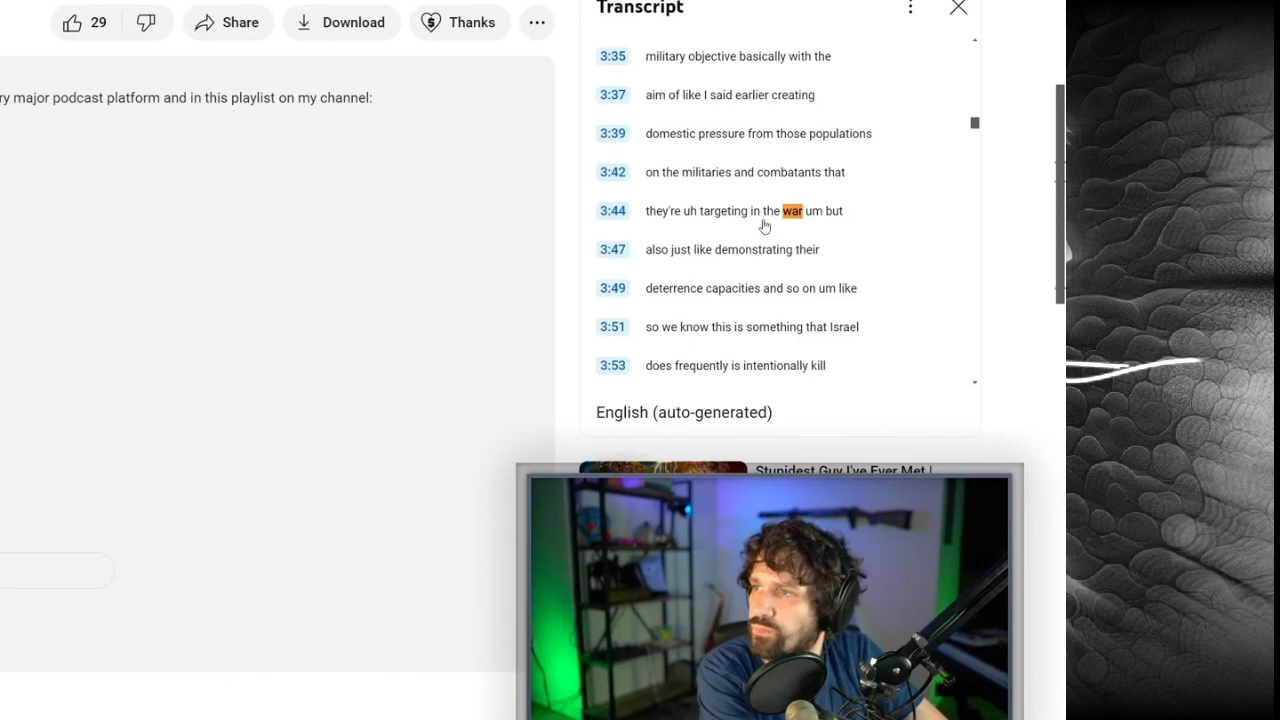 29
Share
Download
Thanks
ry major podcast platform and in this playlist on my channel:
Transcript
3:35 military objective basically with the
3:37 aim of like I said earlier creating
3:39 domestic pressure from those populations
3:42 on the militaries and combatants that
3:44 they're uh targeting in the war um but
3:47 also just like demonstrating their
3:49 deterrence capacities and so on um like
3:51 so we know this is something that Israel
3:53 does frequently is intentionally kill
English (auto-generated)
Stupidest Guy I've Ever Met |